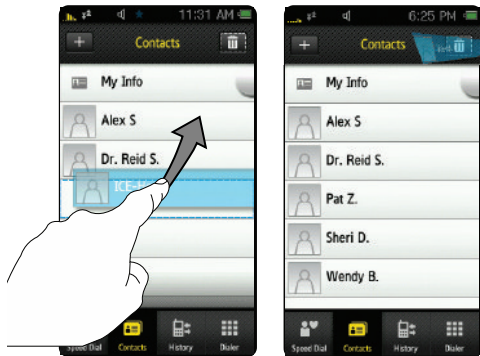 11:31 AM
Contacts
My Info
Alex S
Dr. Reid S.
Speed Dial
Contacts
History
Dialer
6:25 PM
Contacts
My Info
Alex S
Dr. Reid S.
Pat Z.
Sheri D.
Wendy B.
Speed Dial
Contacts
History
Dialer